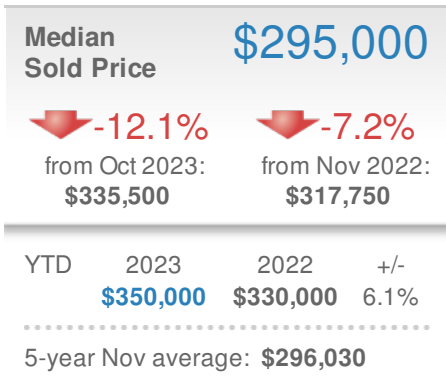 Median
Sold Price
$295,000
-12.1%
-7.2%
from Oct 2023:
from Nov 2022:
$335,500
$317,750
YTD 2023 2022 +/-
$350,000 $330,000 6.1%
5-year Nov average: $296,030